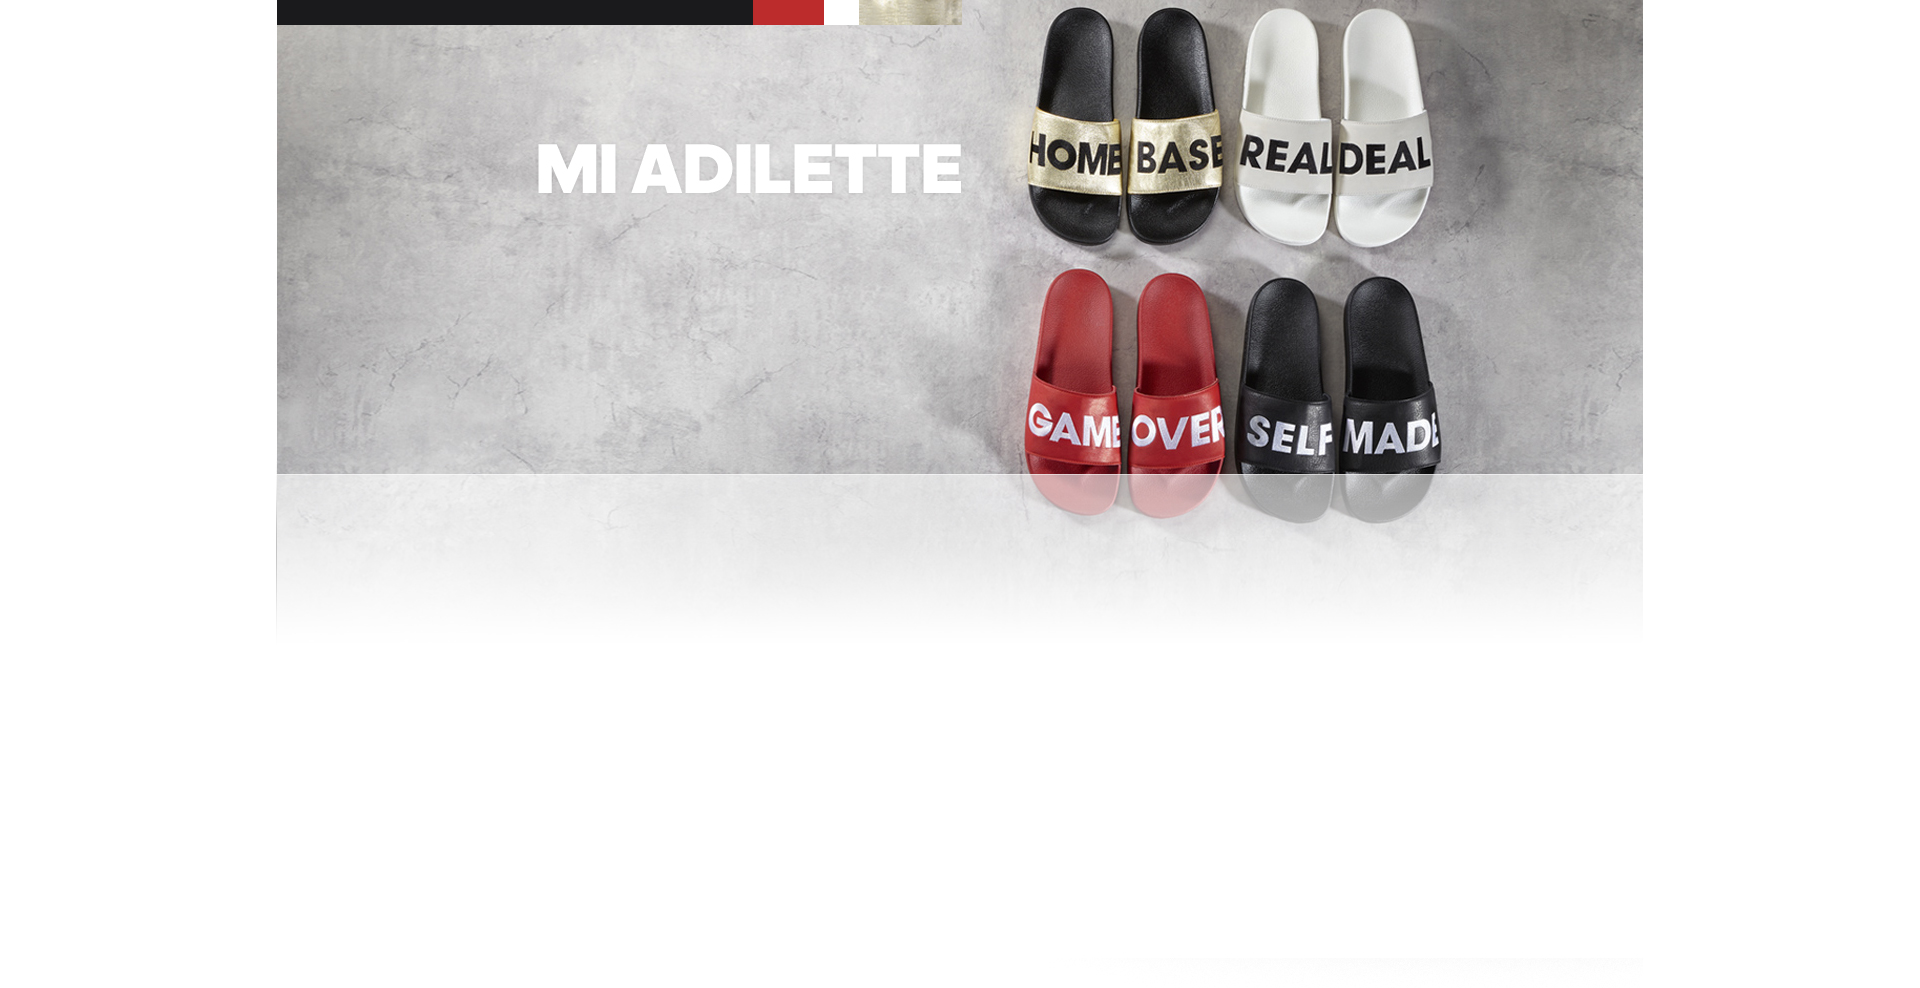 MI ADILETTE
HOME BASE
REAL DEAL
GAME OVER
SELF MADE